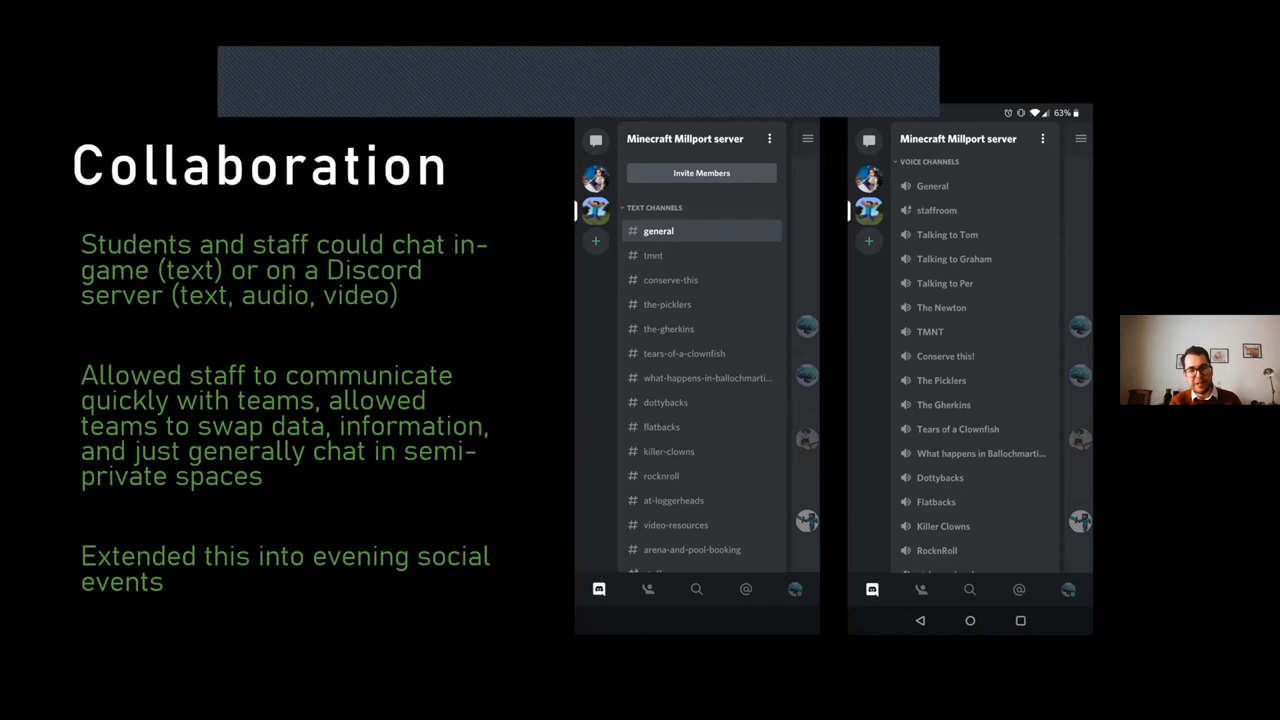 Collaboration
Students and staff could chat in-
game (text) or on a Discord
server (text, audio, video)
Allowed staff to communicate
quickly with teams, allowed
teams to swap data, information,
and just generally chat in semi-
private spaces
Extended this into evening social
events
Minecraft Millport server
Invite Members
TEXT CHANNELS
# general
# tmnt
# conserve-this
# the-picklers
# the-gherkins
# tears-of-a-clownfish
# what-happens-in-ballochmarti...
# dottybacks
# flatbacks
# killer-clowns
# rocknroll
# at-loggerheads
# video-resources
# arena-and-pool-booking
63%
Minecraft Millport server
VOICE CHANNELS
General
staffroom
Talking to Tom
Talking to Graham
Talking to Per
The Newton
TMNT
Conserve this!
The Picklers
The Gherkins
Tears of a Clownfish
What happens in Ballochmarti...
Dottybacks
Flatbacks
Killer Clowns
RocknRoll